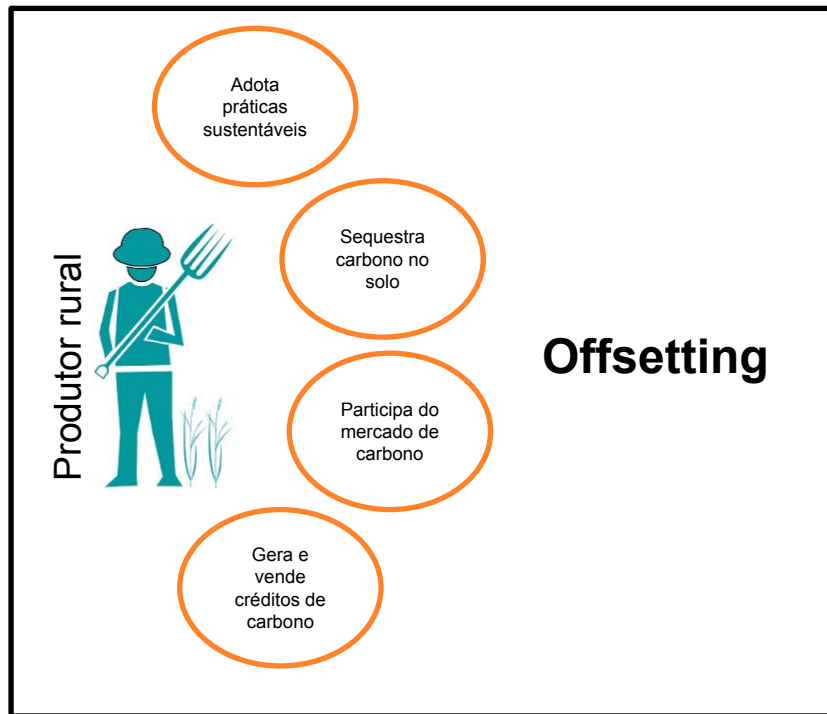 Adota
práticas
sustentáveis
Sequestra
carbono no
solo
Produtor rural
Offsetting
Participa do
mercado de
carbono
Gera e
vende
créditos de
carbono